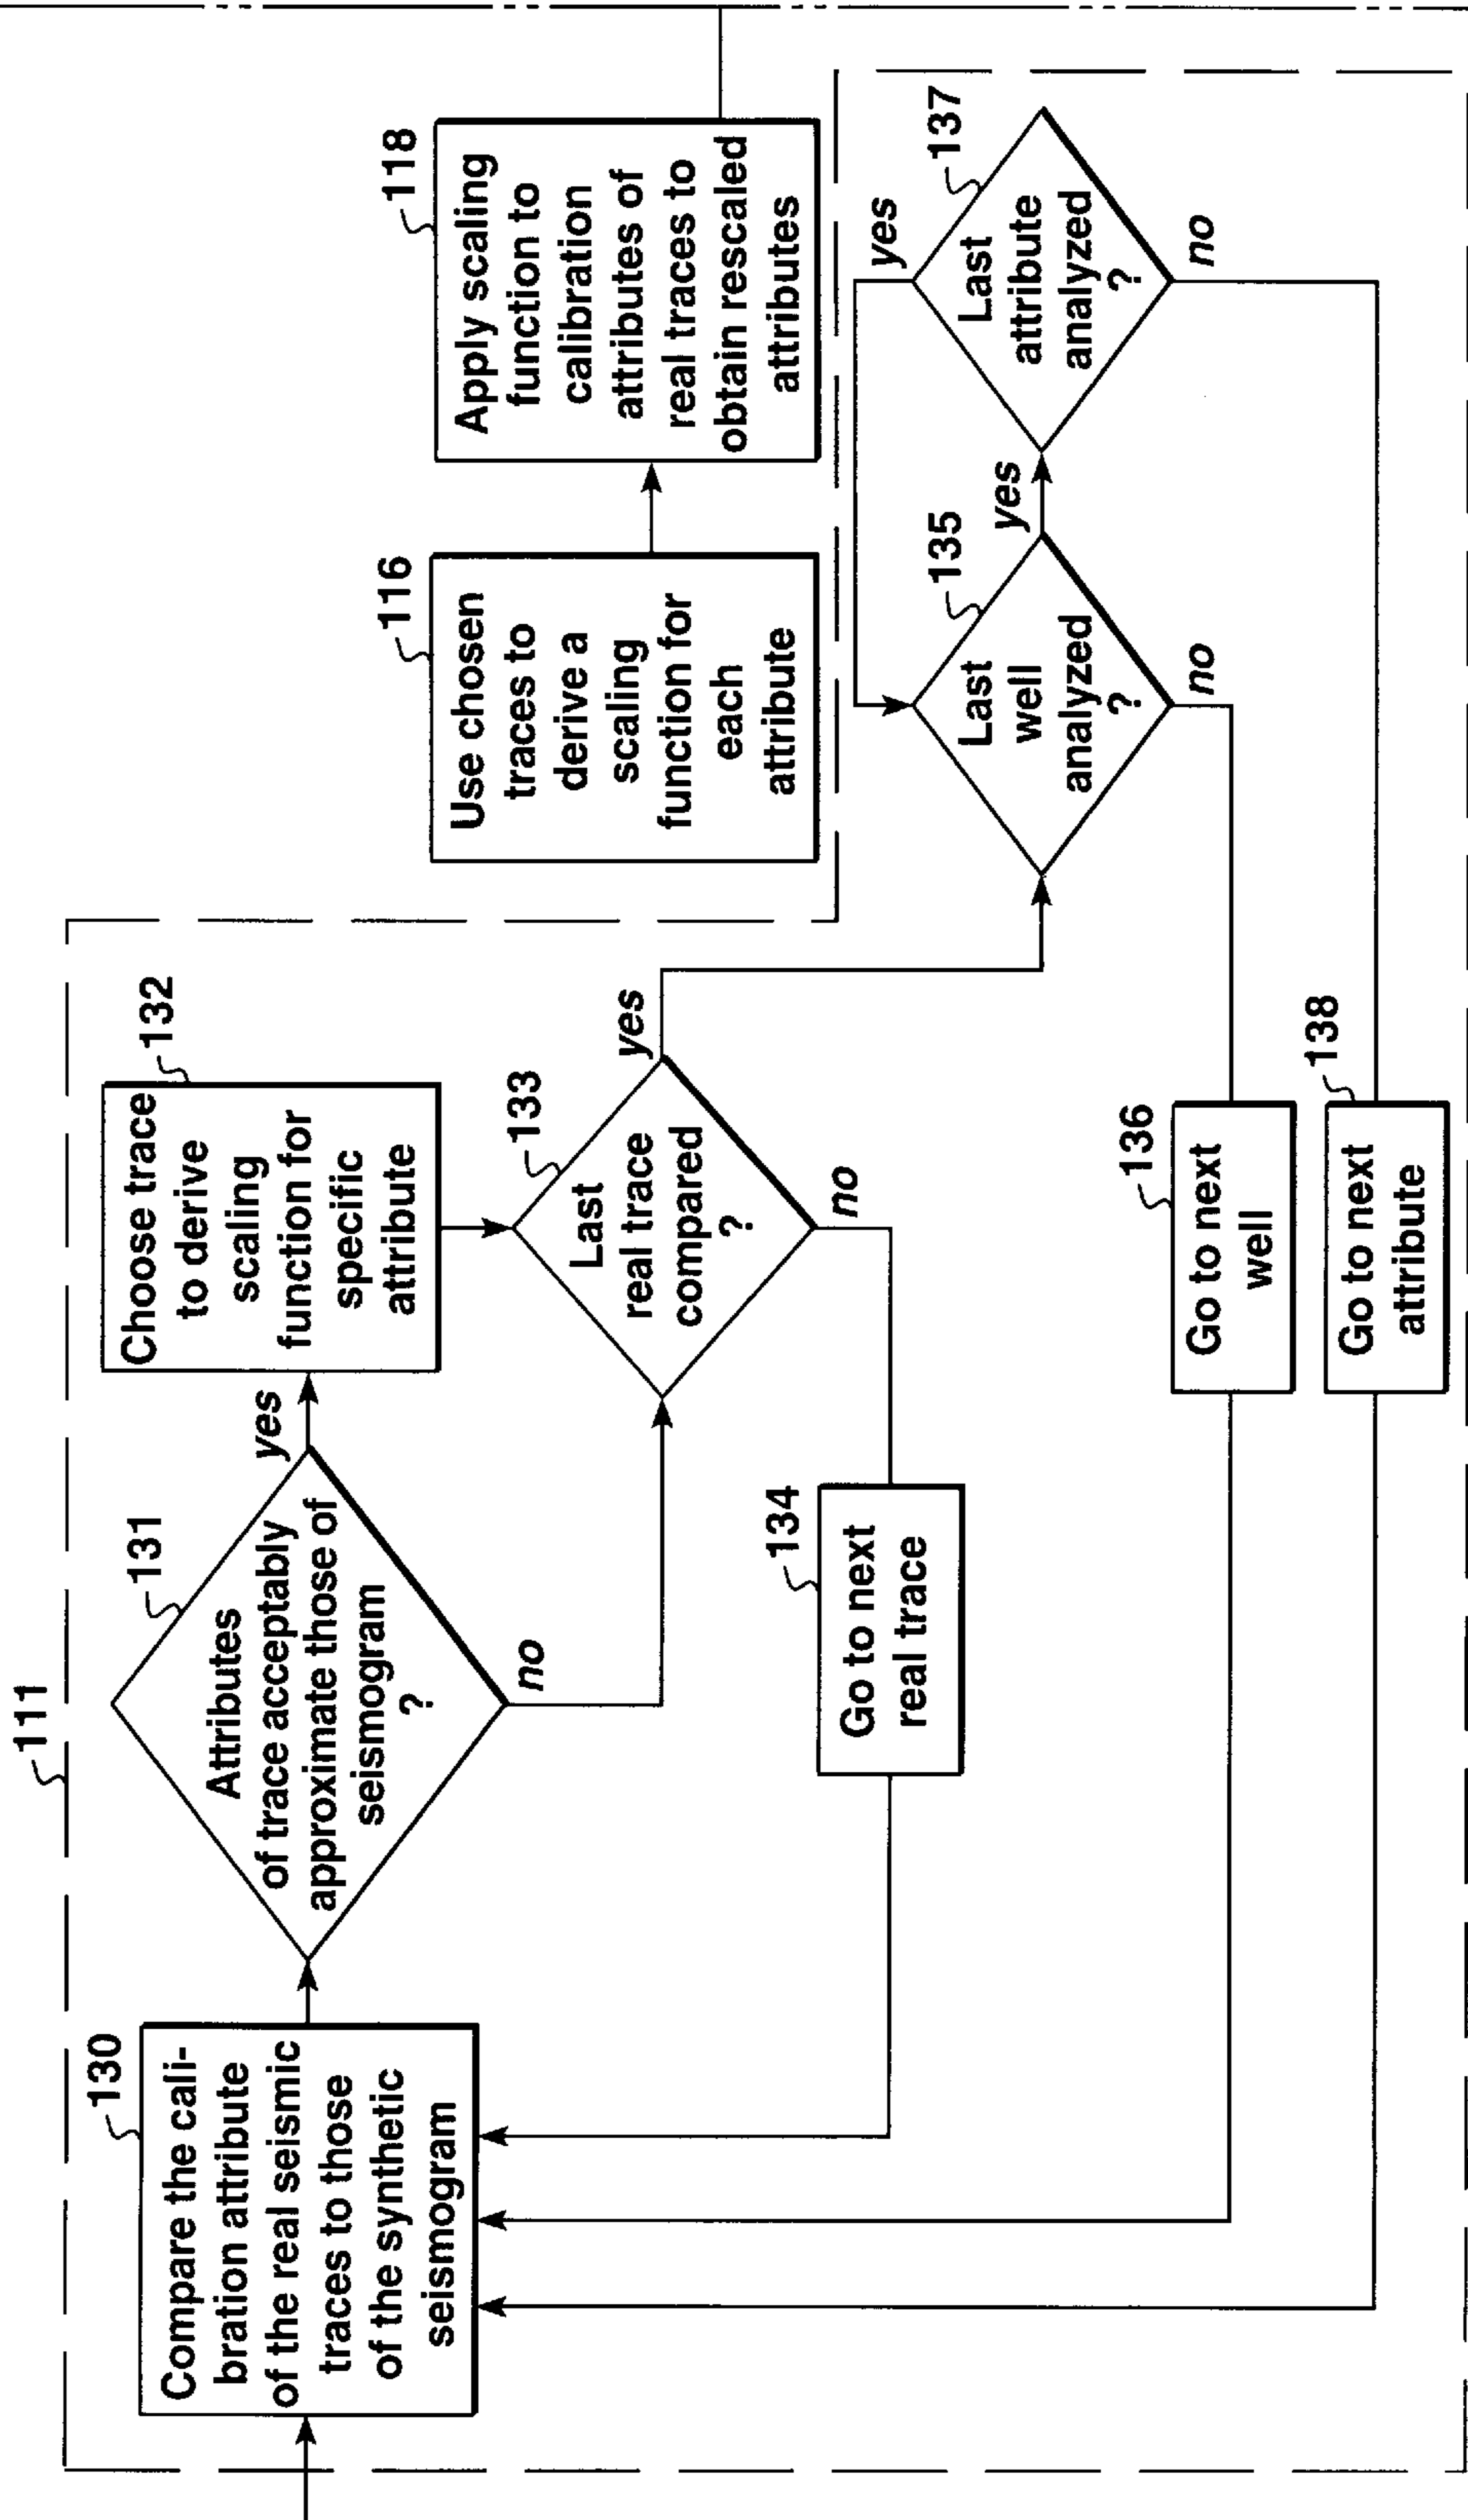 111
130
Compare the cali-
bration attribute
of the real seismic
traces to those
of the synthetic
seismogram
131
Attributes
of trace acceptably
approximate those of
seismogram
?
yes
no
132
Choose trace
to derive
scaling
function for
specific
attribute
133
Last
real trace
compared
?
yes
no
134
Go to next
real trace
116
Use chosen
traces to
derive a
scaling
function for
each
attribute
118
Apply scaling
function to
calibration
attributes of
real traces to
obtain rescaled
attributes
135
Last
well
analyzed
?
yes
no
137
Last
attribute
analyzed
?
yes
no
136
Go to next
well
138
Go to next
attribute